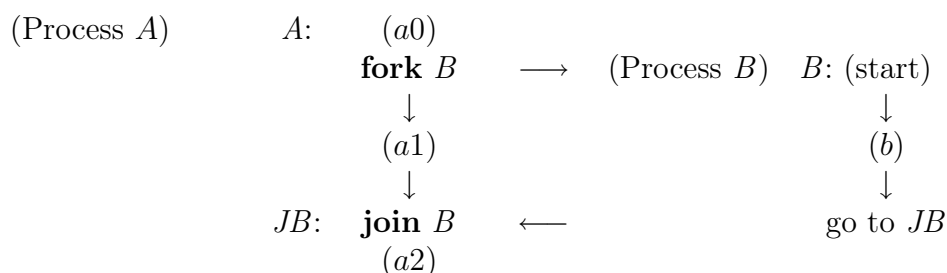 (Process A) A: (a0)
fork B ⟶ (Process B) B: (start)
↓ ↓
(a1) (b)
↓ ↓
JB: join B ⟵ go to JB
(a2)